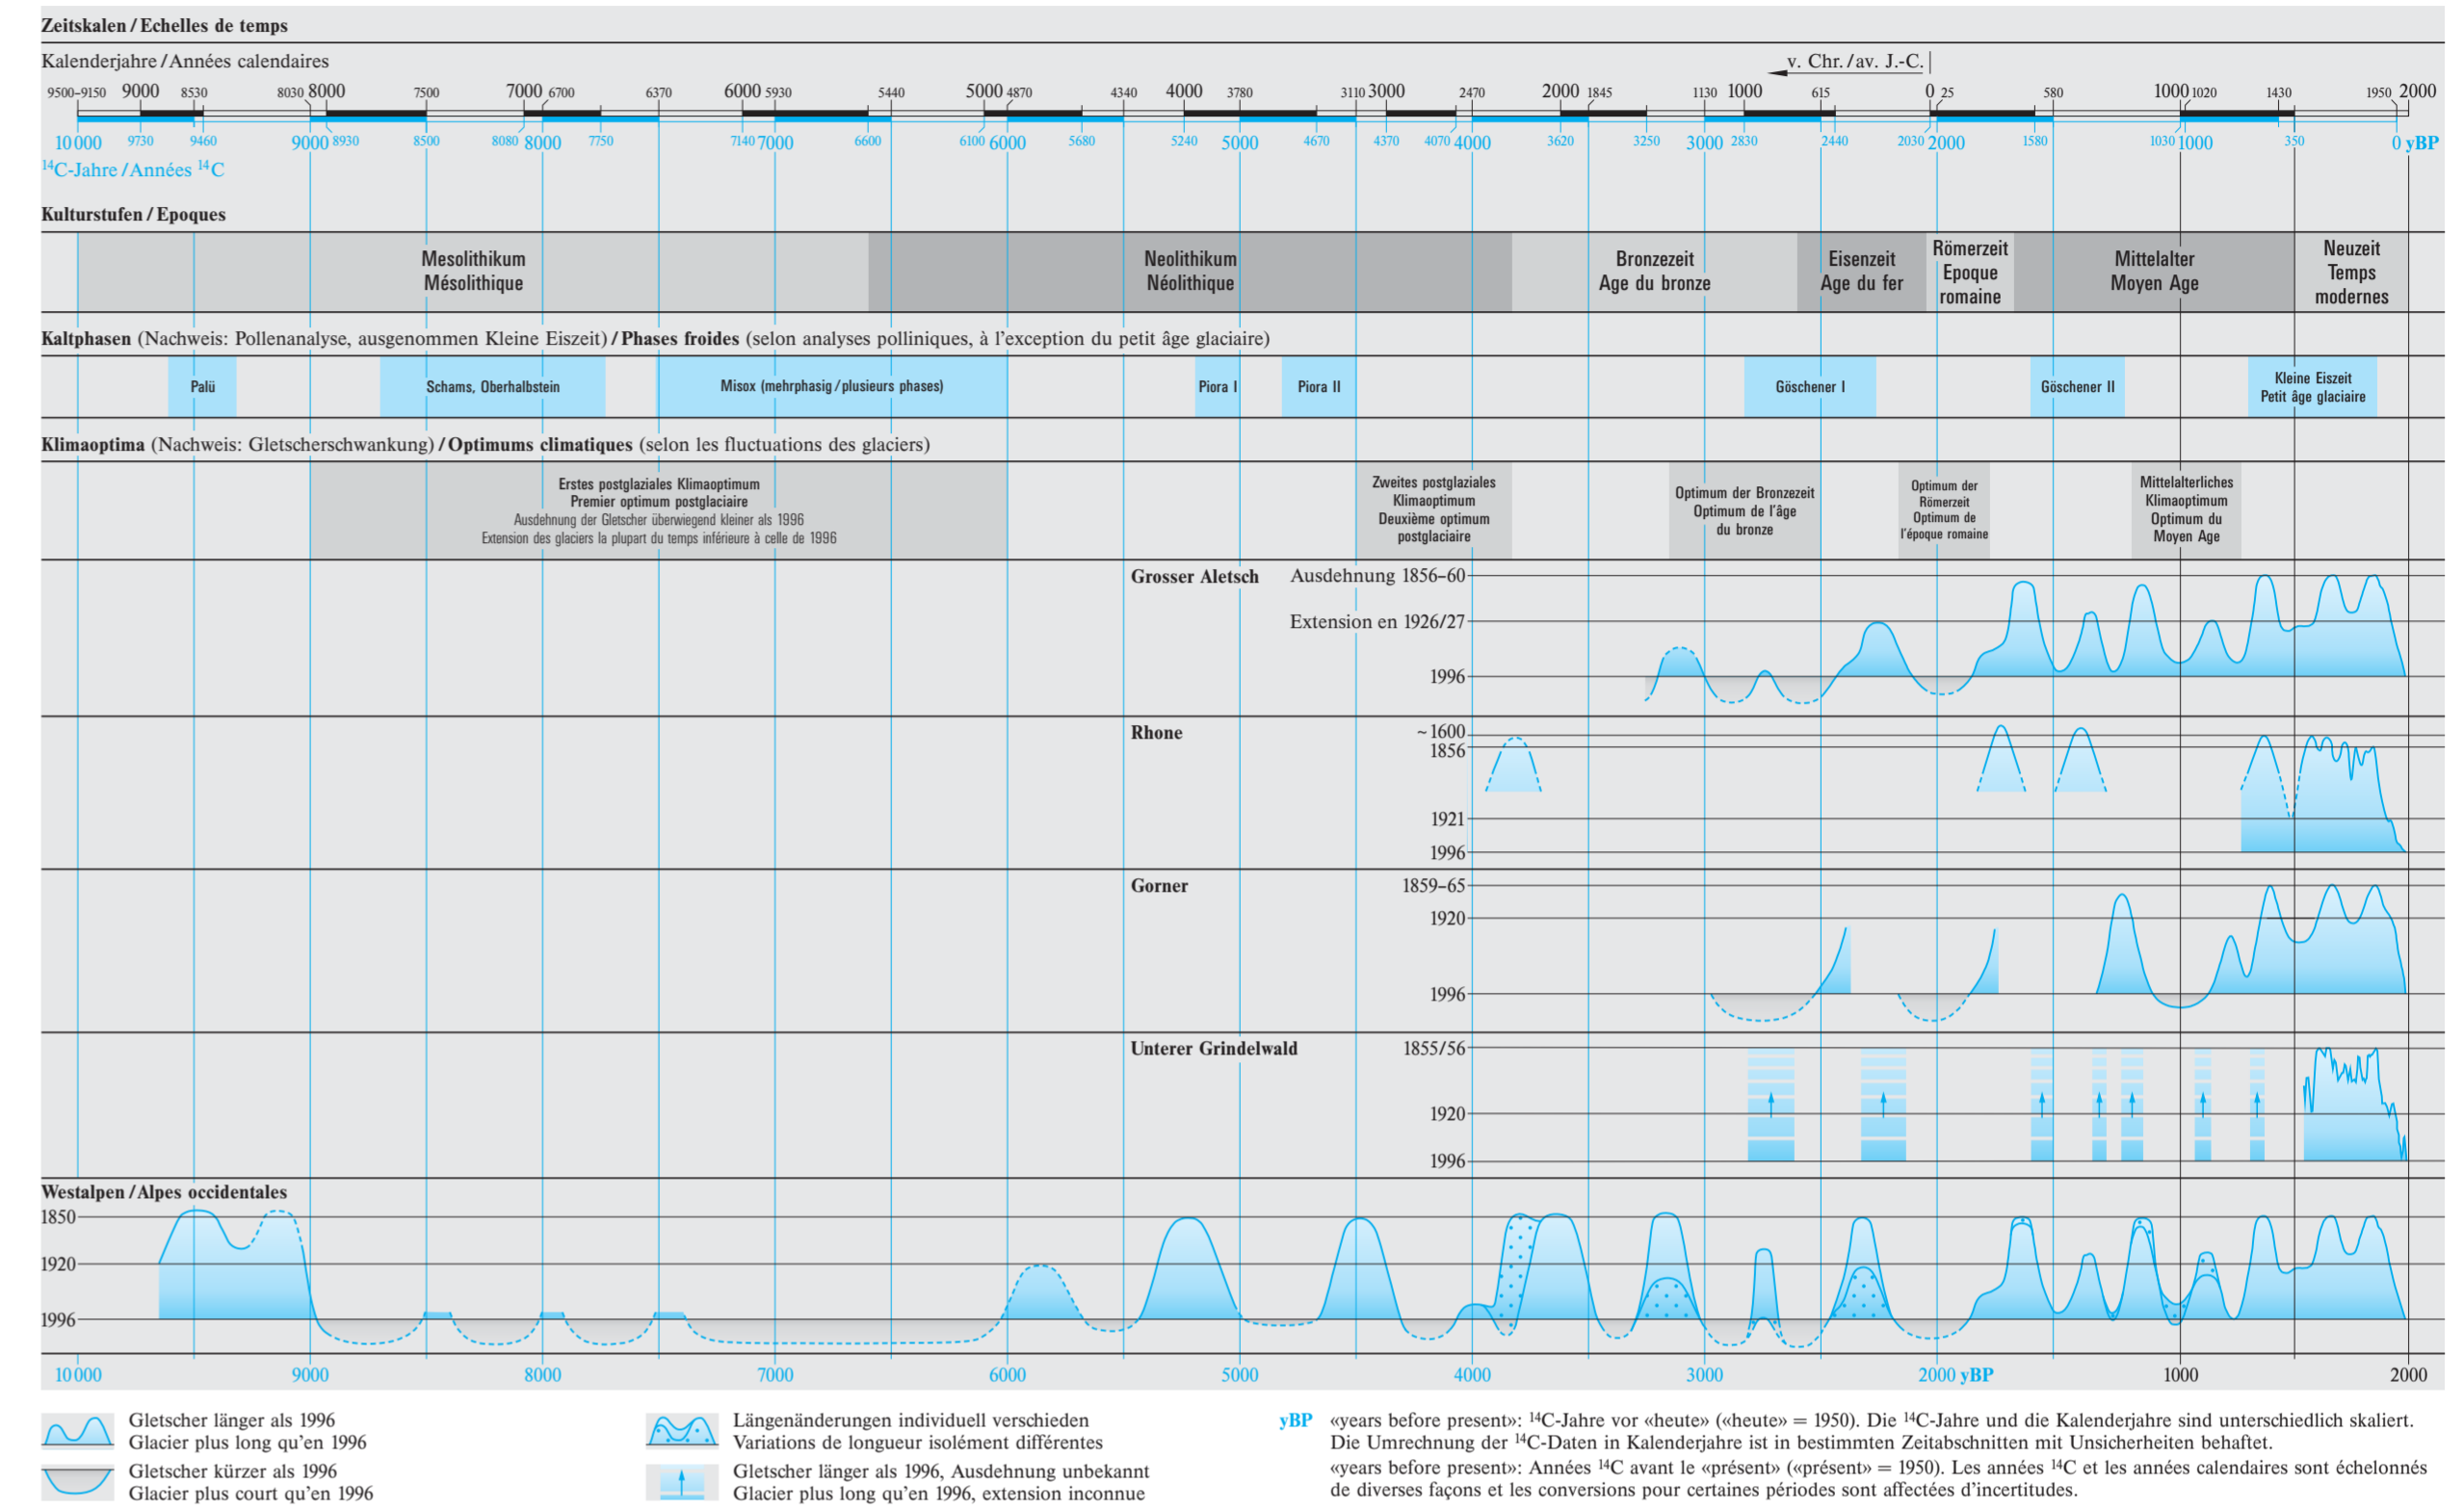 Zeitskalen / Echelles de temps
Kalenderjahre / Années calendaires
v. Chr. / av. J.-C.
9500–9150 9000 8530 8030 8000 7500 7000 6700 6370 6000 5930 5440 5000 4870 4340 4000 3780 3110 3000 2470 2000 1845 1130 1000 615 0 25 580 1000 1020 1430 1950 2000
10 000 9730 9460 9000 8930 8500 8080 8000 7750 7140 7000 6600 6100 6000 5680 5240 5000 4670 4370 4070 4000 3620 3250 3000 2830 2440 2030 2000 1580 1030 1000 350 0 yBP
14C-Jahre / Années 14C
Kulturstufen / Epoques
Mesolithikum
Mésolithique
Neolithikum
Néolithique
Bronzezeit
Age du bronze
Eisenzeit
Age du fer
Römerzeit
Epoque
romaine
Mittelalter
Moyen Age
Neuzeit
Temps
modernes
Kaltphasen (Nachweis: Pollenanalyse, ausgenommen Kleine Eiszeit) / Phases froides (selon analyses polliniques, à l'exception du petit âge glaciaire)
Palü
Schams, Oberhalbstein
Misox (mehrphasig / plusieurs phases)
Piora I
Piora II
Göschener I
Göschener II
Kleine Eiszeit
Petit âge glaciaire
Klimaoptima (Nachweis: Gletscherschwankung) / Optimums climatiques (selon les fluctuations des glaciers)
Erstes postglaziales Klimaoptimum
Premier optimum postglaciaire
Ausdehnung der Gletscher überwiegend kleiner als 1996
Extension des glaciers la plupart du temps inférieure à celle de 1996
Zweites postglaziales
Klimaoptimum
Deuxième optimum
postglaciaire
Optimum der Bronzezeit
Optimum de l'âge
du bronze
Optimum der
Römerzeit
Optimum de
l'époque romaine
Mittelalterliches
Klimaoptimum
Optimum du
Moyen Age
Grosser Aletsch Ausdehnung 1856–60
Extension en 1926/27
1996
Rhone ~ 1600
1856
1921
1996
Gorner 1859–65
1920
1996
Unterer Grindelwald 1855/56
1920
1996
Westalpen / Alpes occidentales
1850
1920
1996
10 000 9000 8000 7000 6000 5000 4000 3000 2000 yBP 1000 2000
Gletscher länger als 1996
Glacier plus long qu'en 1996
Gletscher kürzer als 1996
Glacier plus court qu'en 1996
Längenänderungen individuell verschieden
Variations de longueur isolément différentes
Gletscher länger als 1996, Ausdehnung unbekannt
Glacier plus long qu'en 1996, extension inconnue
yBP «years before present»: 14C-Jahre vor «heute» («heute» = 1950). Die 14C-Jahre und die Kalenderjahre sind unterschiedlich skaliert.
Die Umrechnung der 14C-Daten in Kalenderjahre ist in bestimmten Zeitabschnitten mit Unsicherheiten behaftet.
«years before present»: Années 14C avant le «présent» («présent» = 1950). Les années 14C et les années calendaires sont échelonnés
de diverses façons et les conversions pour certaines périodes sont affectées d'incertitudes.